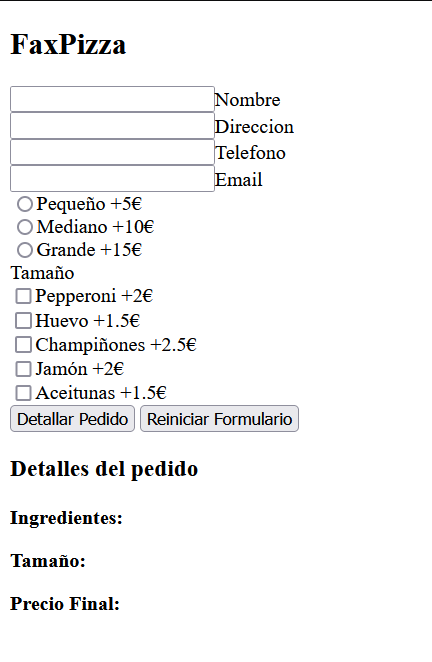 FaxPizza
Nombre
Direccion
Telefono
Email
Pequeño +5€
Mediano +10€
Grande +15€
Tamaño
Pepperoni +2€
Huevo +1.5€
Champiñones +2.5€
Jamón +2€
Aceitunas +1.5€
Detallar Pedido Reiniciar Formulario
Detalles del pedido
Ingredientes:
Tamaño:
Precio Final: